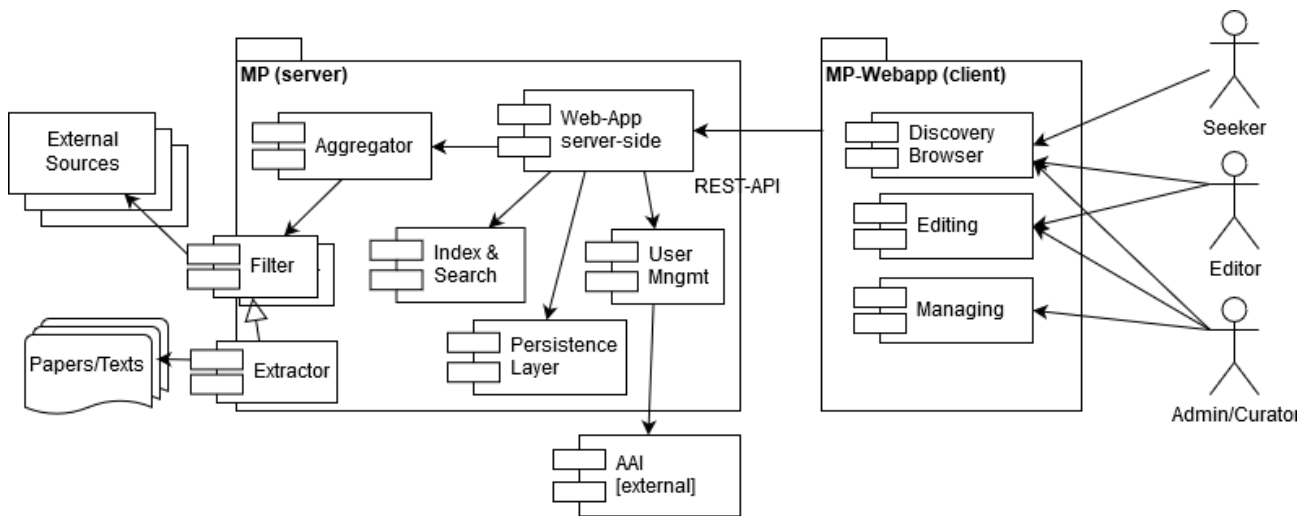 MP (server)
MP-Webapp (client)
External
Sources
Aggregator
Web-App
server-side
Discovery
Browser
Seeker
REST-API
Filter
Index &
Search
User
Mngmt
Editing
Editor
Managing
Papers/Texts
Extractor
Persistence
Layer
Admin/Curator
AAI
[external]